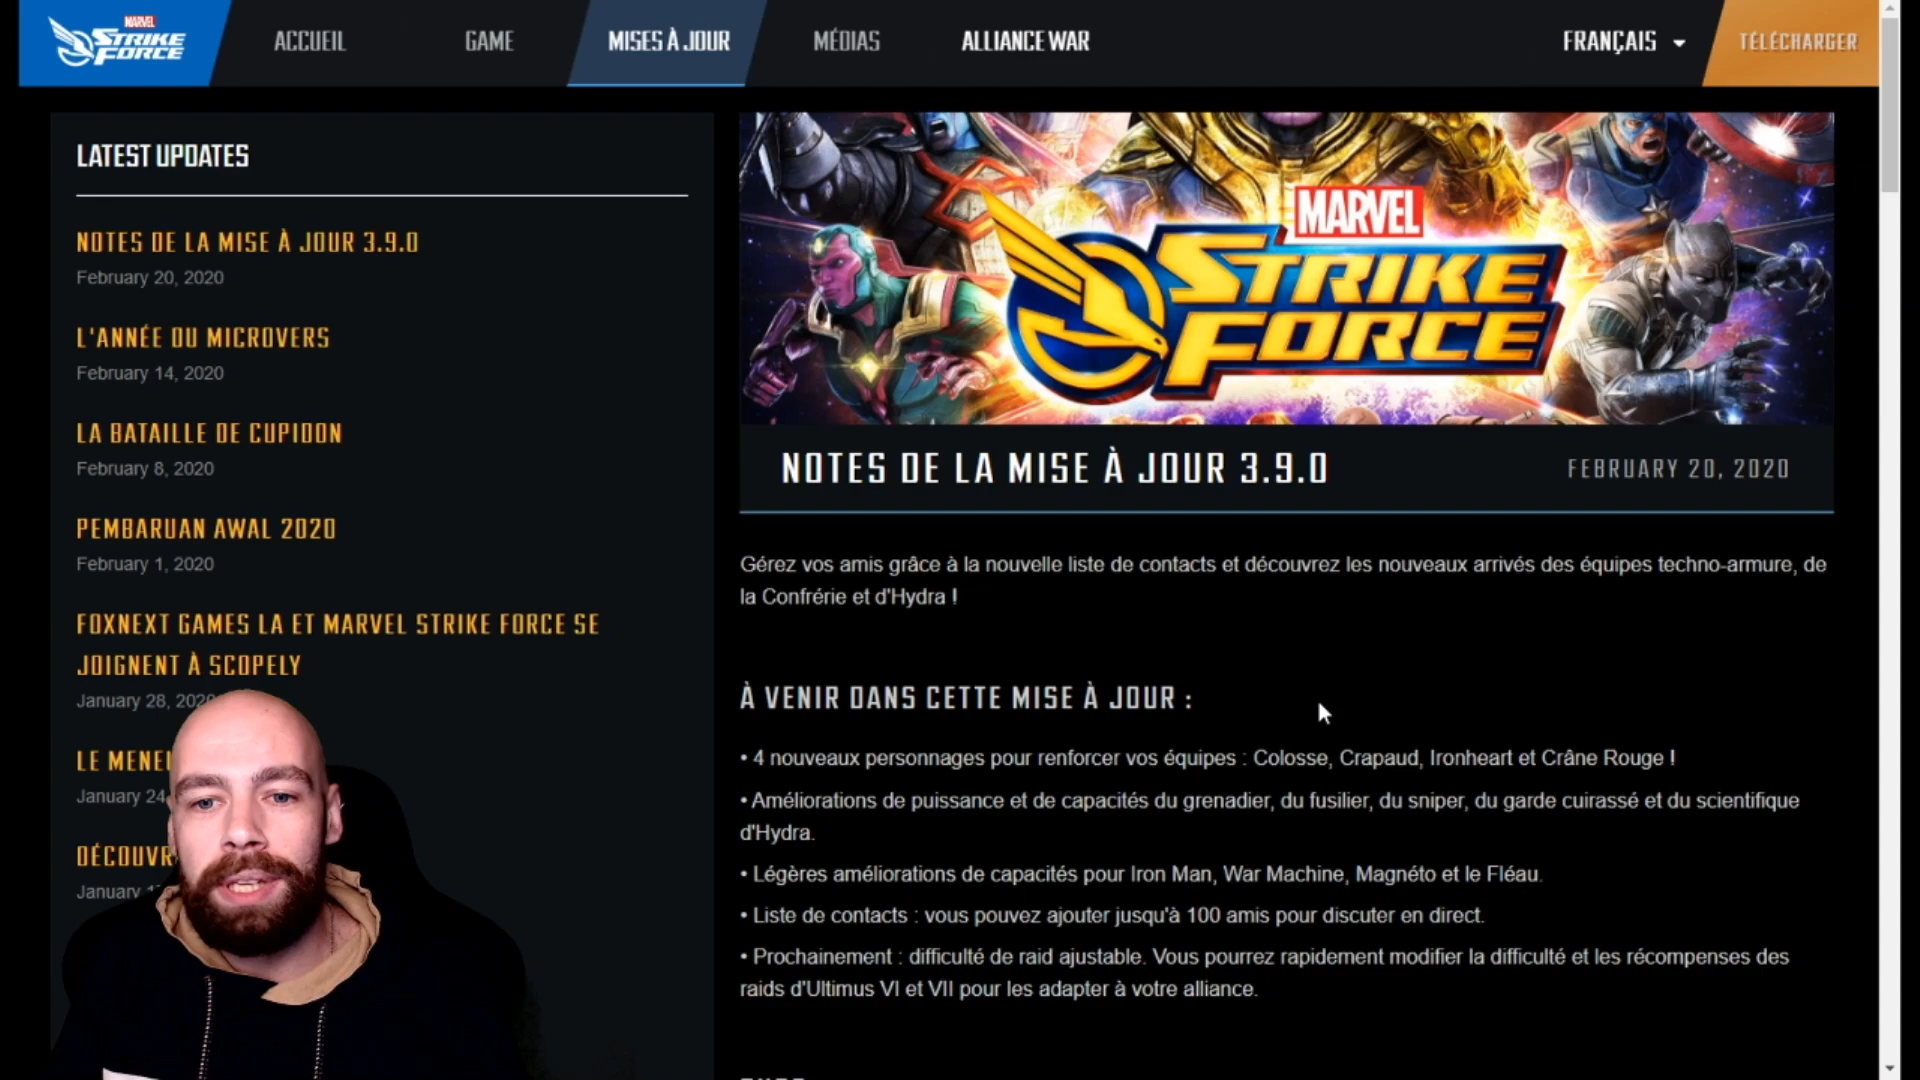 MARVEL
STRIKE
FORCE
ACCUEIL
GAME
MISES À JOUR
MÉDIAS
ALLIANCE WAR
FRANÇAIS
TÉLÉCHARGER
LATEST UPDATES
NOTES DE LA MISE À JOUR 3.9.0
February 20, 2020
L'ANNÉE DU MICROVERS
February 14, 2020
LA BATAILLE DE CUPIDON
February 8, 2020
PEMBARUAN AWAL 2020
February 1, 2020
FOXNEXT GAMES LA ET MARVEL STRIKE FORCE SE
JOIGNENT À SCOPELY
January 28, 2020
LE
January 24
January
MARVEL
STRIKE
FORCE
NOTES DE LA MISE À JOUR 3.9.0
FEBRUARY 20, 2020
Gérez vos amis grâce à la nouvelle liste de contacts et découvrez les nouveaux arrivés des équipes techno-armure, de
la Confrérie et d'Hydra !
À VENIR DANS CETTE MISE À JOUR :
• 4 nouveaux personnages pour renforcer vos équipes : Colosse, Crapaud, Ironheart et Crâne Rouge !
• Améliorations de puissance et de capacités du grenadier, du fusilier, du sniper, du garde cuirassé et du scientifique
d'Hydra.
• Légères améliorations de capacités pour Iron Man, War Machine, Magnéto et le Fléau.
• Liste de contacts : vous pouvez ajouter jusqu'à 100 amis pour discuter en direct.
• Prochainement : difficulté de raid ajustable. Vous pourrez rapidement modifier la difficulté et les récompenses des
raids d'Ultimus VI et VII pour les adapter à votre alliance.